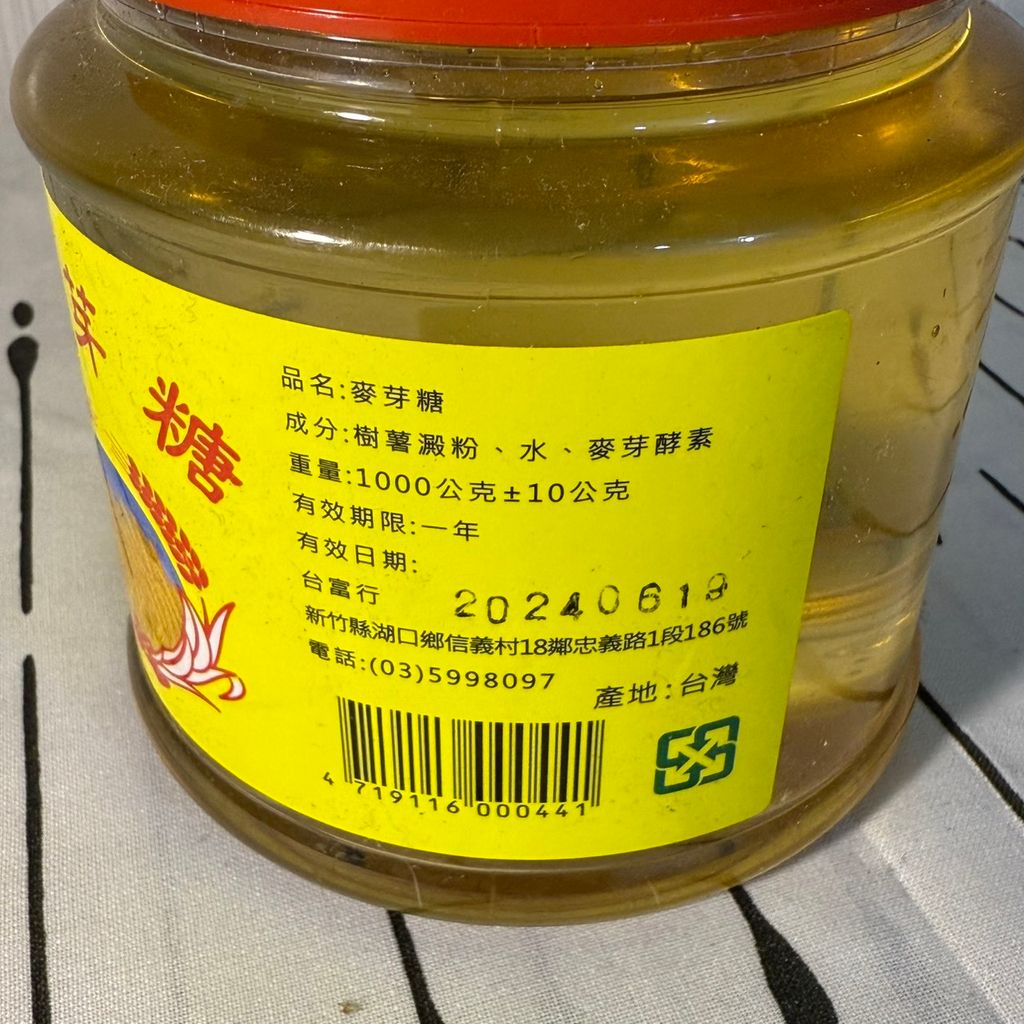 糖
品名:麥芽糖
成分:樹薯澱粉、水、麥芽酵素
重量:1000公克±10公克
有效期限:一年
有效日期:
20240619
台富行
新竹縣湖口鄉信義村18鄰忠義路1段186號
電話:(03)5998097
產地:台灣
4 719116 000441